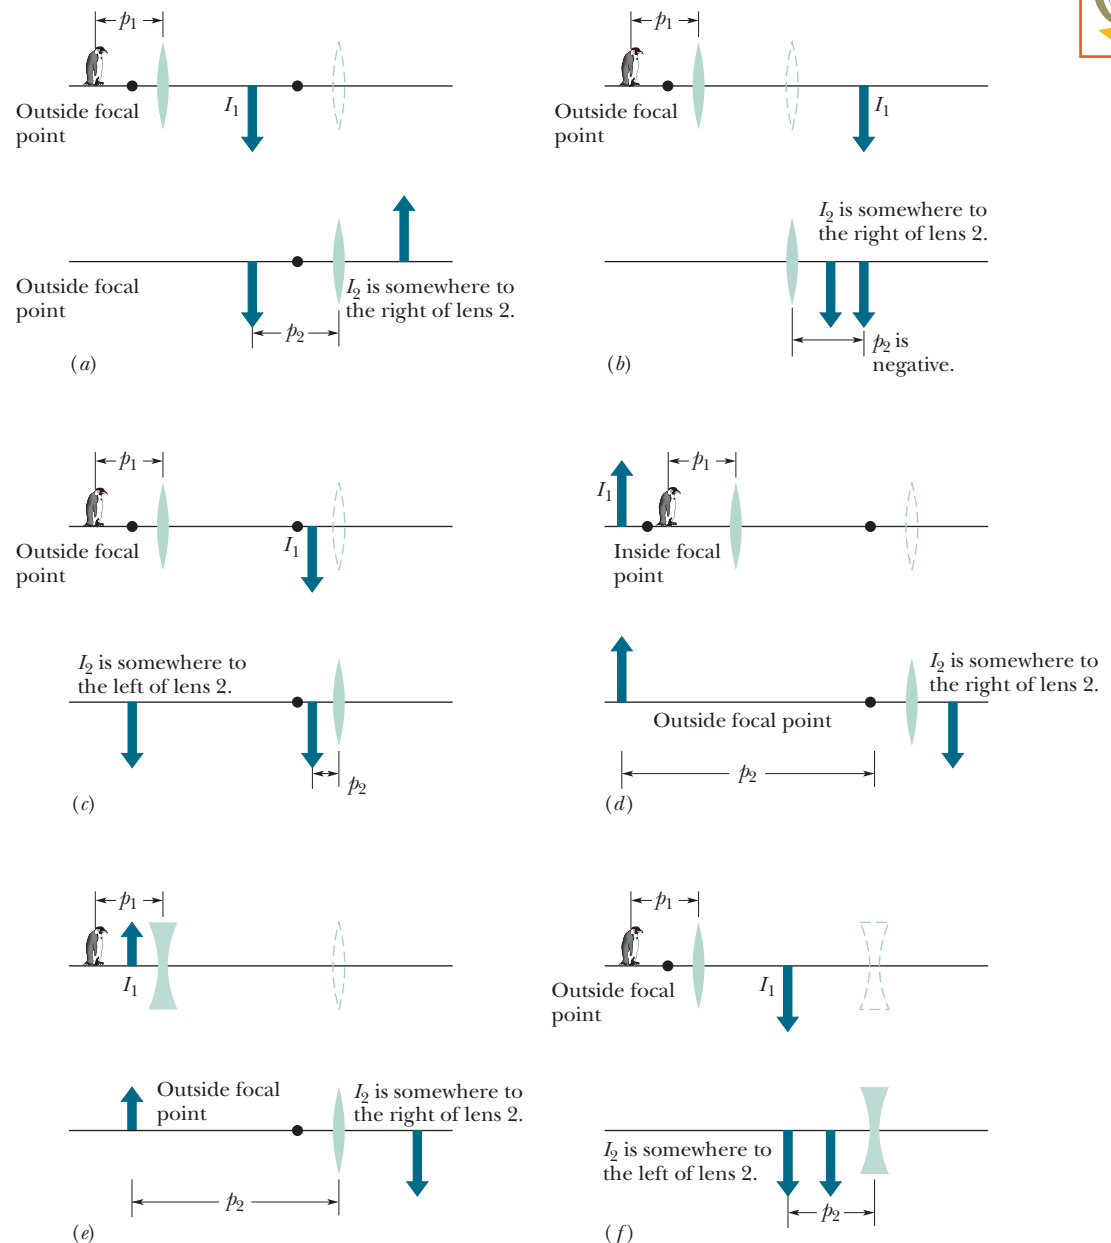 p1
Outside focal
point
I1
Outside focal
point
I2 is somewhere to
the right of lens 2.
p2
(a)
p1
Outside focal
point
I1
I2 is somewhere to
the right of lens 2.
p2 is
negative.
(b)
p1
Outside focal
point
I1
I2 is somewhere to
the left of lens 2.
p2
(c)
p1
I1
Inside focal
point
I2 is somewhere to
the right of lens 2.
Outside focal point
p2
(d)
p1
I1
Outside focal
point
I2 is somewhere to
the right of lens 2.
p2
(e)
p1
Outside focal
point
I1
I2 is somewhere to
the left of lens 2.
p2
(f)